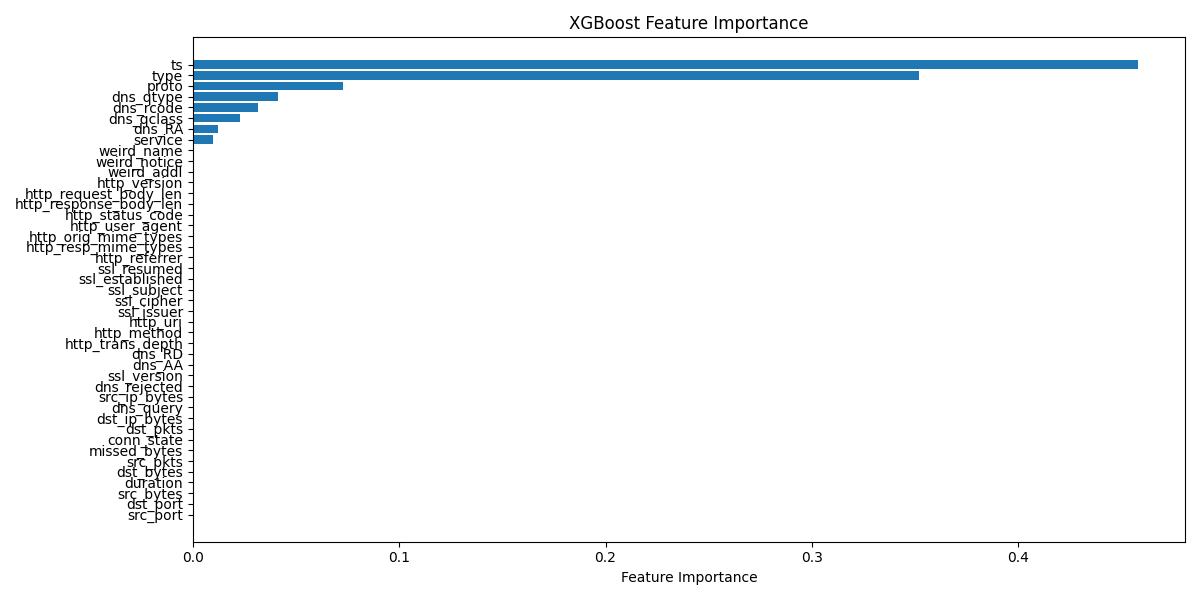 XGBoost Feature Importance
ts
type
proto
dns_qtype
dns_rcode
dns_qclass
dns_RA
service
weird_name
weird_notice
weird_addl
http_version
http_request_body_len
http_response_body_len
http_status_code
http_user_agent
http_orig_mime_types
http_resp_mime_types
http_referrer
ssl_resumed
ssl_established
ssl_subject
ssl_cipher
ssl_issuer
http_uri
http_method
http_trans_depth
dns_RD
dns_AA
ssl_version
dns_rejected
src_ip_bytes
dns_query
dst_ip_bytes
dst_pkts
conn_state
missed_bytes
src_pkts
dst_bytes
duration
src_bytes
dst_port
src_port
0.0 0.1 0.2 0.3 0.4
Feature Importance